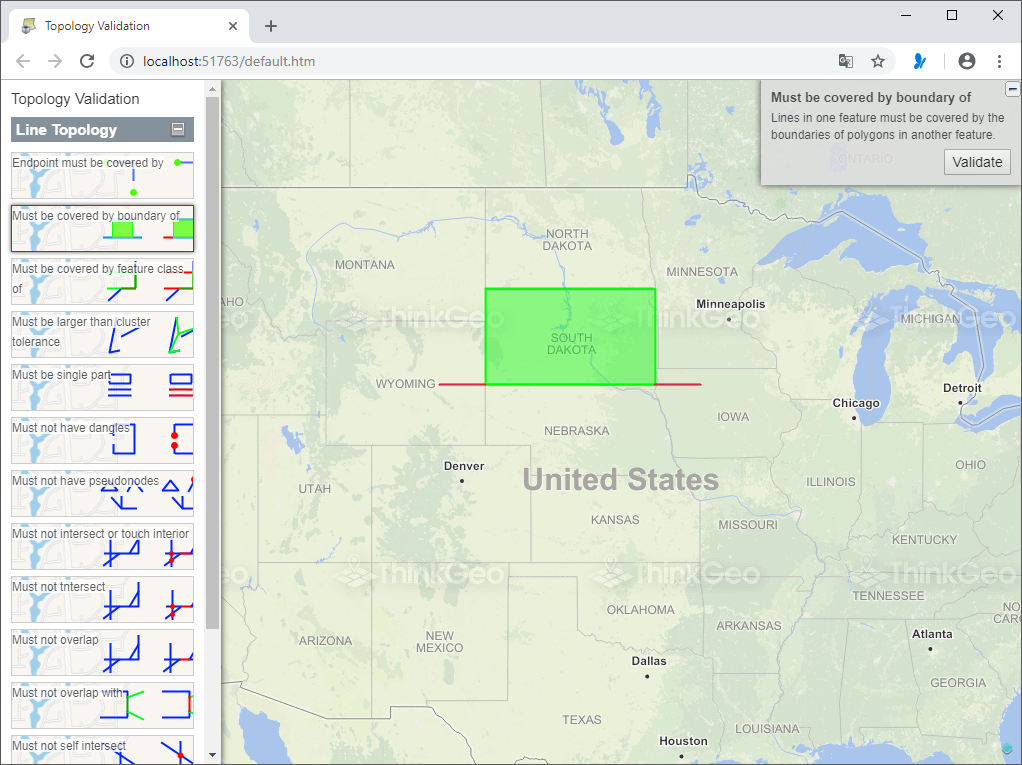 Topology Validation
localhost:51763/default.htm
Topology Validation
Line Topology
Endpoint must be covered by
Must be covered by boundary of
Must be covered by feature class
of
Must be larger than cluster
tolerance
Must be single part
Must not have dangles
Must not have pseudonodes
Must not intersect or touch interior
Must not tntersect
Must not overlap
Must not overlap with
Must not self intersect
Must be covered by boundary of
Lines in one feature must be covered by the
boundaries of polygons in another feature.
Validate
ONTARIO
NORTH
DAKOTA
MONTANA
MINNESOTA
AHO
Minneapolis
ThinkGeo
ThinkGeo
ThinkGeo
MICHIGAN
SOUTH
DAKOTA
WYOMING
Detroit
Chicago
IOWA
NEBRASKA
Denver
OHIO
United States
UTAH
ILLINOIS
KANSAS
MISSOURI
KENTUCKY
eo
ThinkGeo
ThinkGeo
ThinkGeo
TENNESSEE
OKLAHOMA
NO
CARO
ARKANSAS
ARIZONA
NEW
MEXICO
Atlanta
Dallas
GEORGIA
TEXAS
LOUISIANA
Houston